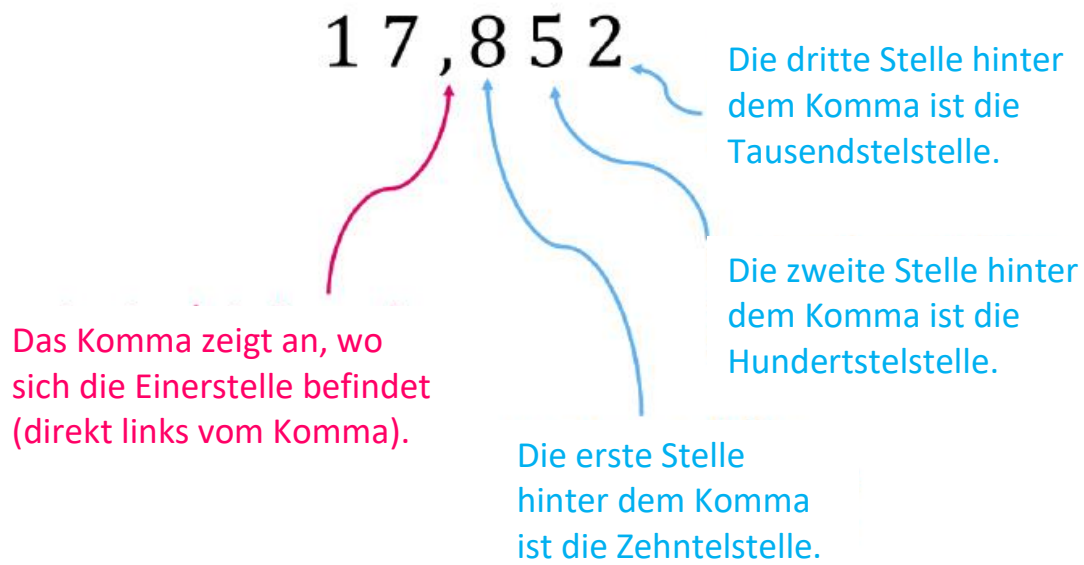 17,852
Die dritte Stelle hinter
dem Komma ist die
Tausendstelstelle.
Die zweite Stelle hinter
dem Komma ist die
Hundertstelstelle.
Das Komma zeigt an, wo
sich die Einerstelle befindet
(direkt links vom Komma).
Die erste Stelle
hinter dem Komma
ist die Zehntelstelle.